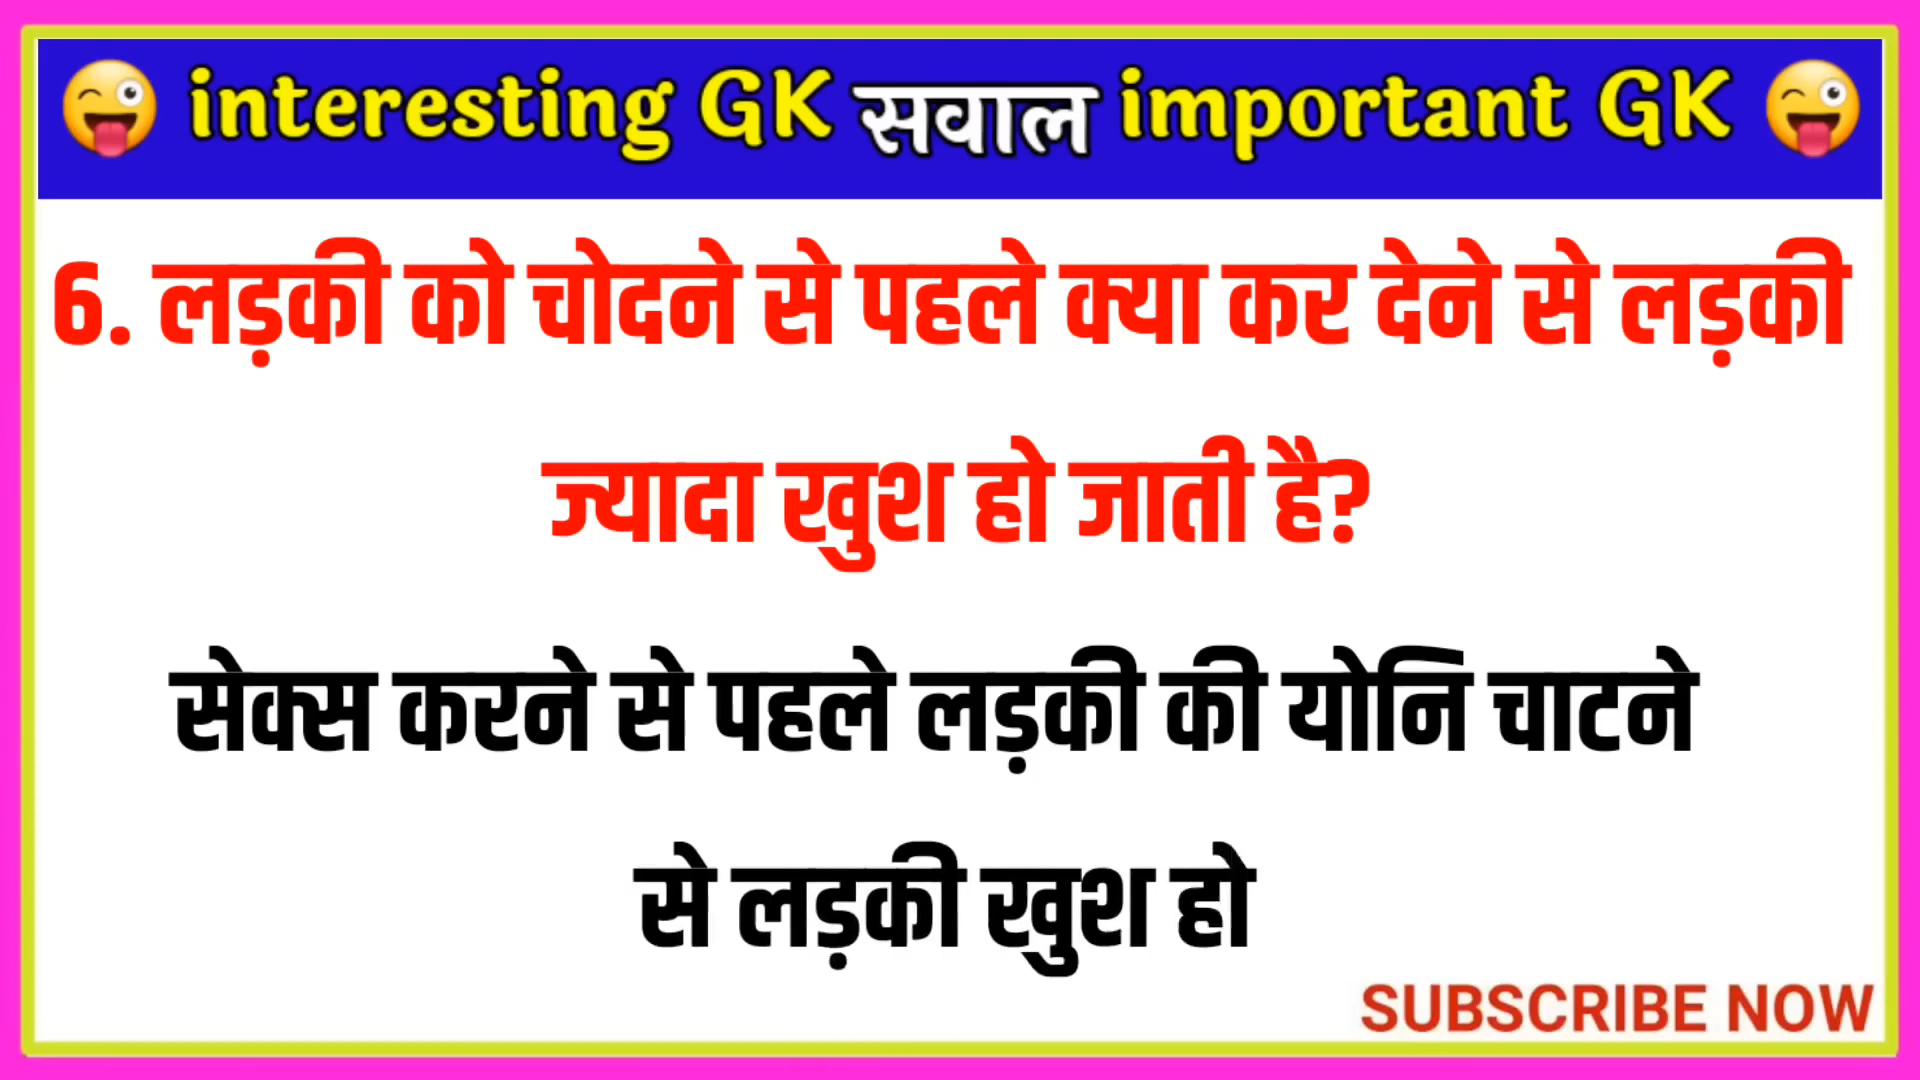 interesting GK सवाल important GK
6. लड़की को चोदने से पहले क्या कर देने से लड़की
ज्यादा खुश हो जाती है?
सेक्स करने से पहले लड़की की योनि चाटने
से लड़की खुश हो
SUBSCRIBE NOW